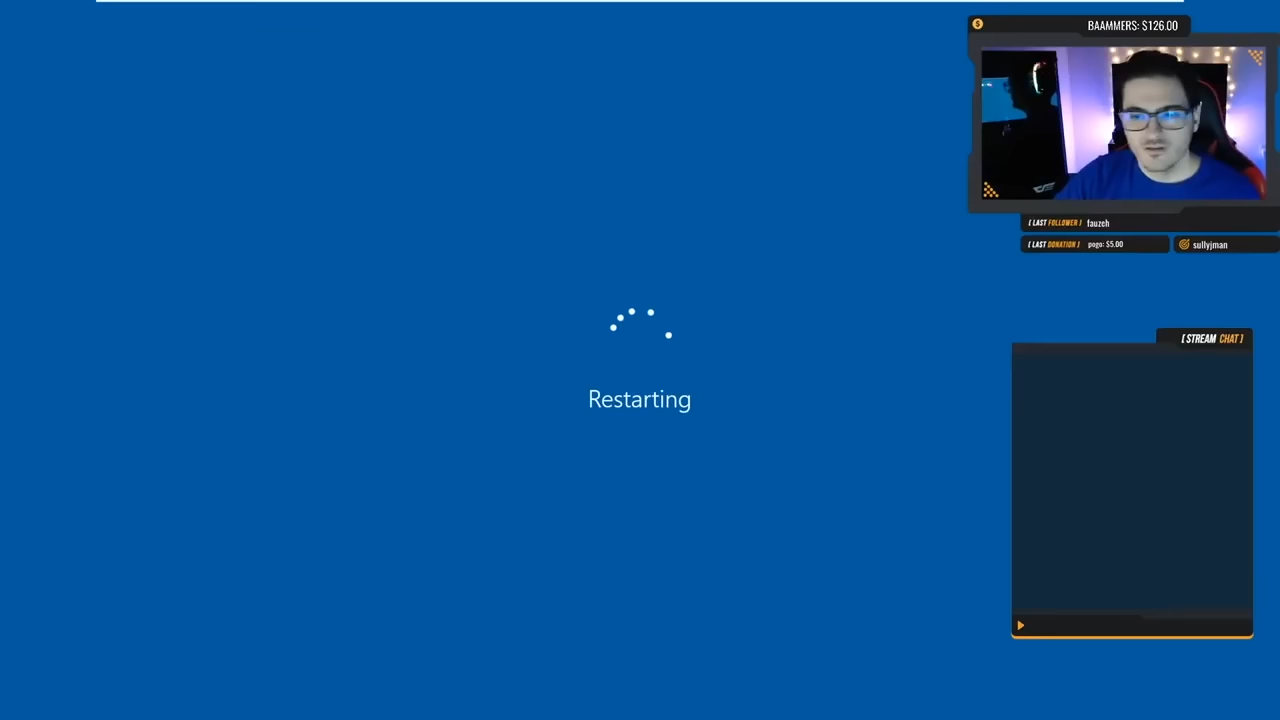 BAAMMERS: $126.00
[ LAST FOLLOWER ] fauzeh
[ LAST DONATION ] pogo: $5.00
sullyjman
[ STREAM CHAT ]
Restarting